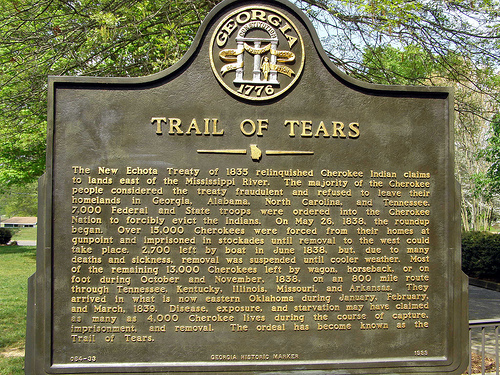 GEORGIA
1776
TRAIL OF TEARS
The New Echota Treaty of 1835 relinquished Cherokee Indian claims
to lands east of the Mississippi River. The majority of the Cherokee
people considered the treaty fraudulent and refused to leave their
homelands in Georgia, Alabama, North Carolina, and Tennessee.
7,000 Federal and State troops were ordered into the Cherokee
Nation to forcibly evict the Indians. On May 26, 1838, the roundup
began. Over 15,000 Cherokees were forced from their homes at
gunpoint and imprisoned in stockades until removal to the west could
take place. 2,700 left by boat in June 1838, but, due to many
deaths and sickness, removal was suspended until cooler weather. Most
of the remaining 13,000 Cherokees left by wagon, horseback, or on
foot during October and November, 1838, on an 800 mile route
through Tennessee, Kentucky, Illinois, Missouri, and Arkansas. They
arrived in what is now eastern Oklahoma during January, February,
and March, 1839. Disease, exposure, and starvation may have claimed
as many as 4,000 Cherokee lives during the course of capture,
imprisonment, and removal. The ordeal has become known as the
Trail of Tears.
GEORGIA HISTORIC MARKER